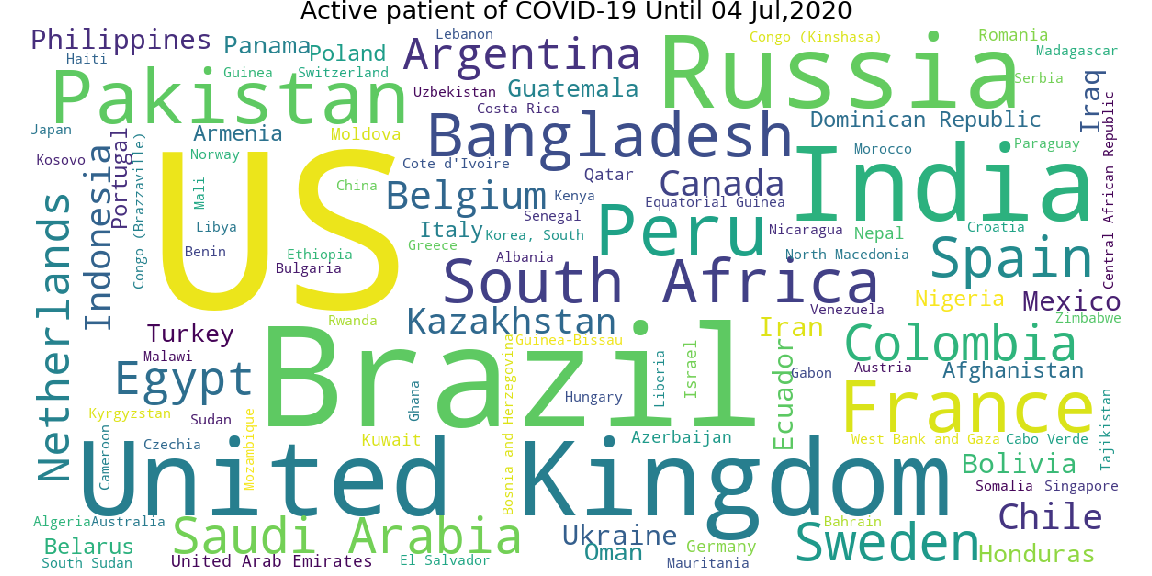 Active patient of COVID-19 Until 04 Jul,2020
Philippines
Panama
Poland
Lebanon
Argentina
Russia
Congo (Kinshasa)
Romania
Madagascar
Haiti
Pakistan
Guinea
Switzerland
Uzbekistan
Guatemala
Serbia
Iraq
Costa Rica
Japan
Armenia
Moldova
Bangladesh
Dominican Republic
Central African Republic
Kosovo
Portugal
Indonesia
Congo (Brazzaville)
Norway
US
Cote d'Ivoire
Qatar
Morocco
Paraguay
India
China
Mali
Belgium
Kenya
Canada
Equatorial Guinea
Netherlands
Libya
Italy
Senegal
Korea, South
Peru
Nicaragua
Nepal
Croatia
Benin
Ethiopia
Greece
Bulgaria
Albania
North Macedonia
Spain
South Africa
Nigeria
Mexico
Rwanda
Kazakhstan
Venezuela
Zimbabwe
Turkey
Brazil
Guinea-Bissau
Iran
Colombia
Malawi
Egypt
Bosnia and Herzegovina
Liberia
Israel
Ecuador
Gabon
Austria
Afghanistan
Kyrgyzstan
Sudan
Ghana
Hungary
France
Tajikistan
Cameroon
Czechia
Mozambique
Kuwait
Azerbaijan
West Bank and Gaza
Cabo Verde
United Kingdom
Bolivia
Somalia
Singapore
Algeria
Australia
Saudi Arabia
Ukraine
Bahrain
Chile
Belarus
Oman
Germany
Sweden
Honduras
South Sudan
United Arab Emirates
El Salvador
Mauritania